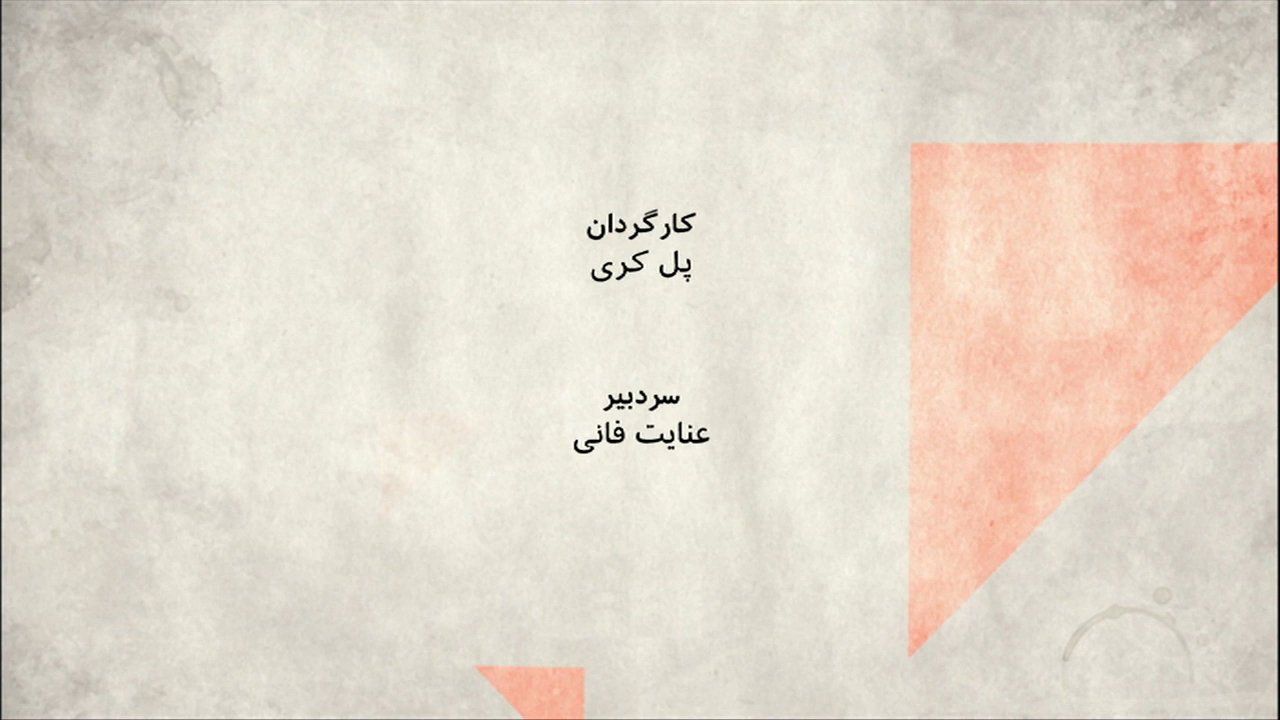 کارگردان
پل کری
سردبیر
عنایت فانی